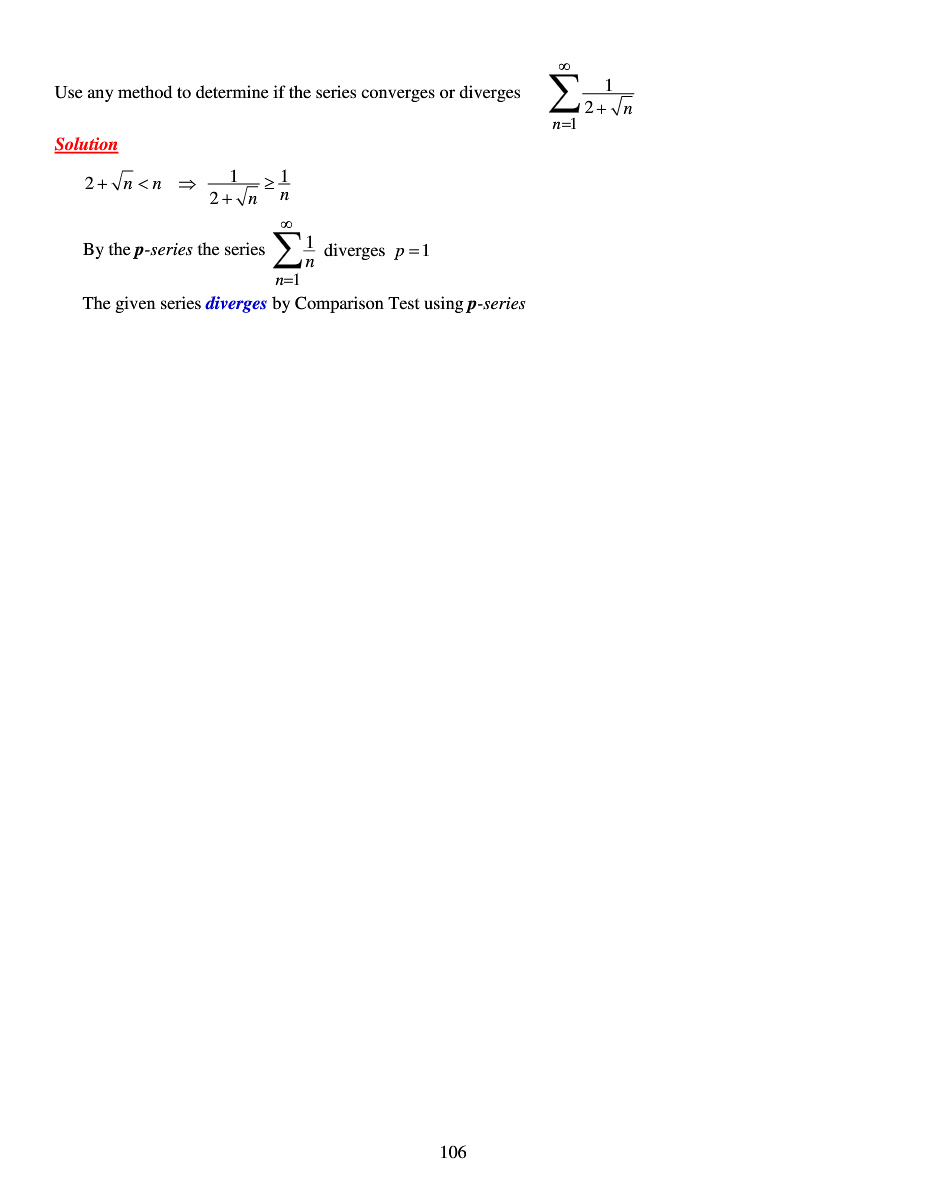 Use any method to determine if the series converges or diverges $\sum_{n=1}^{\infty} \frac{1}{2+\sqrt{n}}$
Solution
$2+\sqrt{n}<n \Rightarrow \frac{1}{2+\sqrt{n}} \geq \frac{1}{n}$
By the p-series the series $\sum_{n=1}^{\infty} \frac{1}{n}$ diverges $p=1$
The given series diverges by Comparison Test using p-series
106